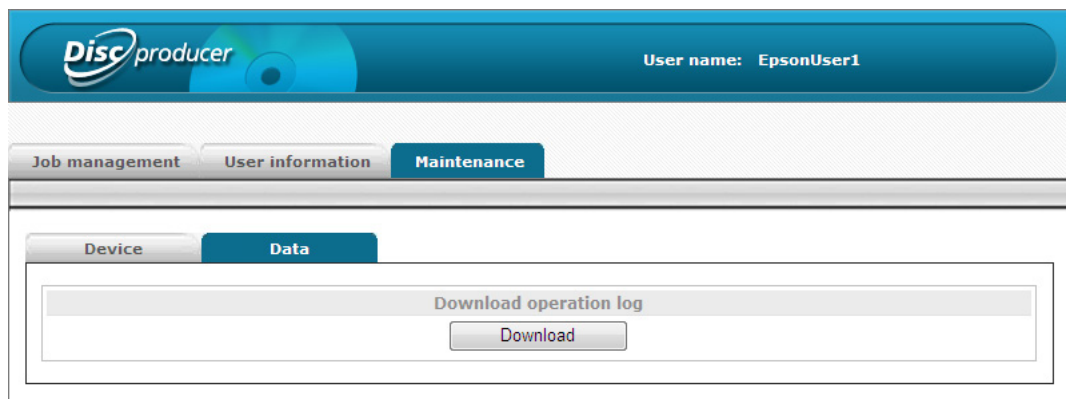 Disc producer
User name: EpsonUser1
Job management User information Maintenance
Device Data
Download operation log
Download